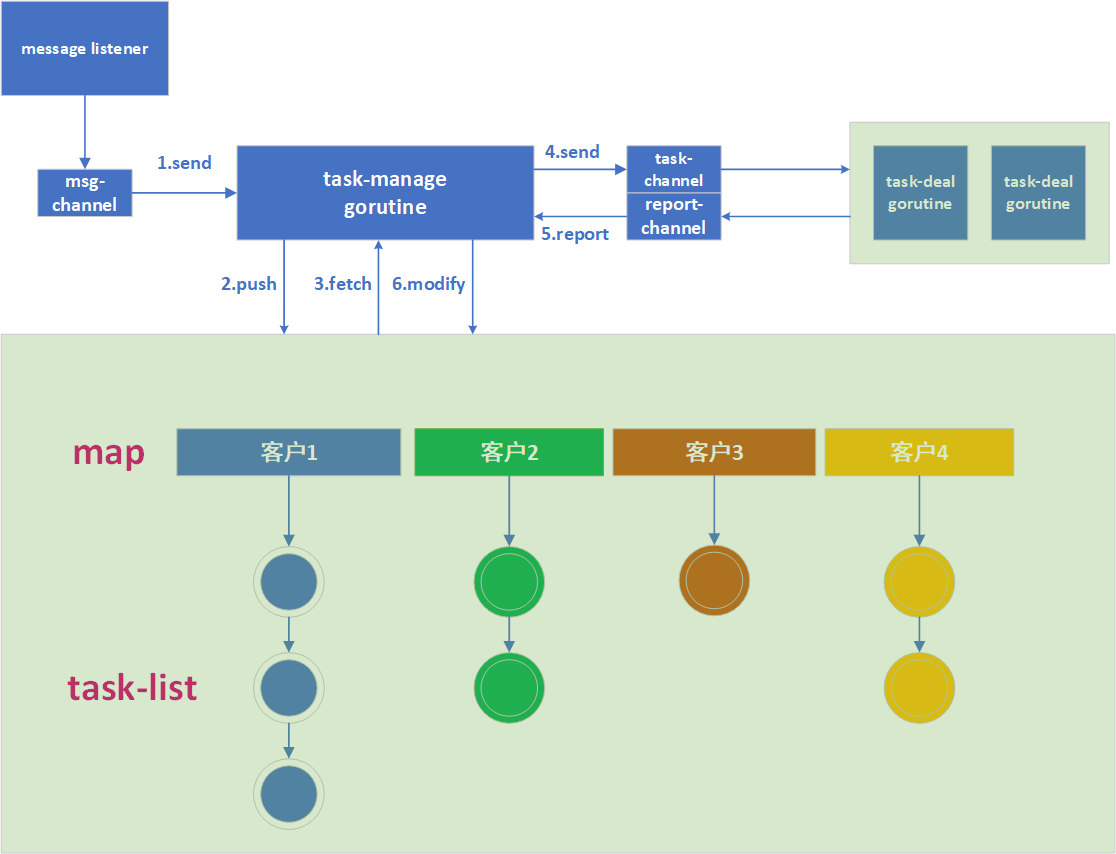 message listener
msg-
channel
1.send
task-manage
gorutine
4.send
5.report
task-
channel
report-
channel
task-deal
gorutine
task-deal
gorutine
2.push
3.fetch
6.modify
map
客户1
客户2
客户3
客户4
task-list